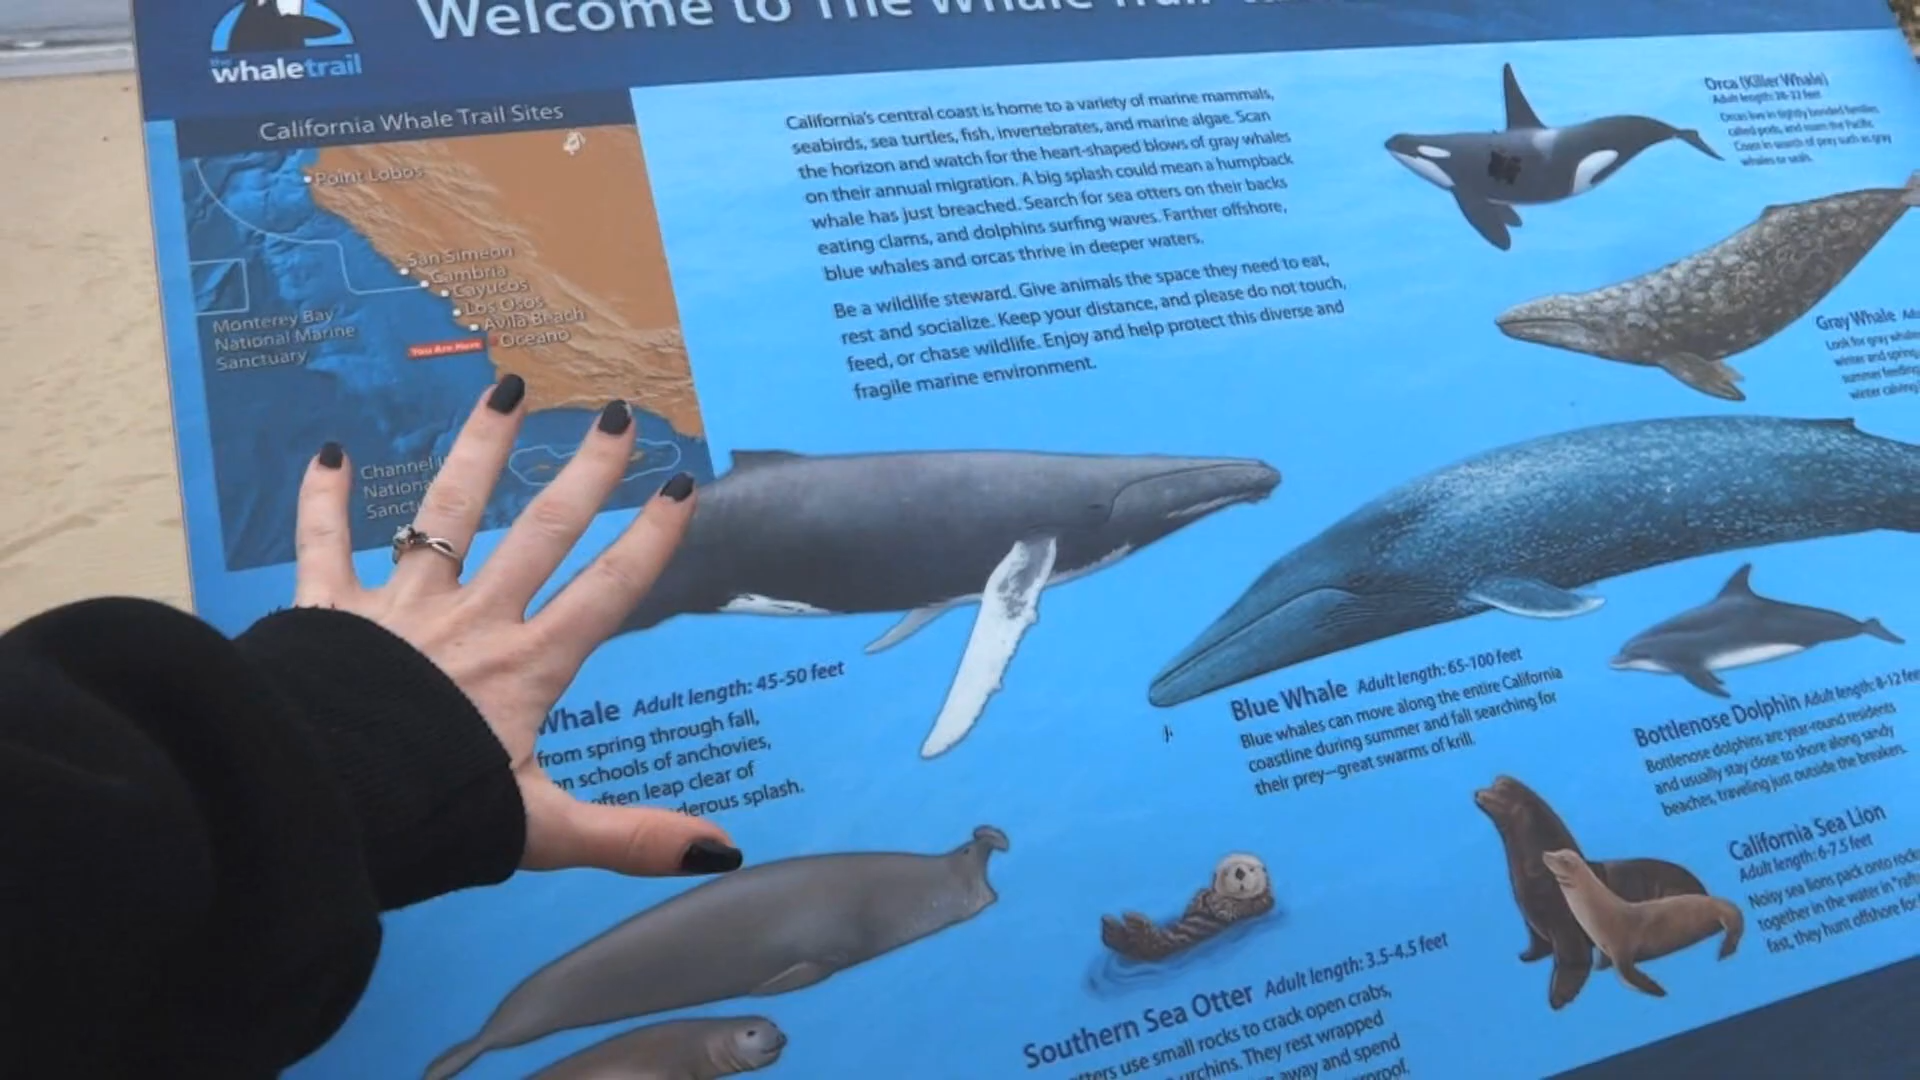 Welcome to The Whale Trail
the whaletrail
California Whale Trail Sites
Point Lobos
San Simeon
Cambria
Cayucos
Los Osos
Avila Beach
Oceano
You Are Here
Monterey Bay
National Marine
Sanctuary
Channel
National
California's central coast is home to a variety of marine mammals,
seabirds, sea turtles, fish, invertebrates, and marine algae. Scan
the horizon and watch for the heart-shaped blows of gray whales
on their annual migration. A big splash could mean a humpback
whale has just breached. Search for sea otters on their backs
eating clams, and dolphins surfing waves. Farther offshore,
blue whales and orcas thrive in deeper waters.
Be a wildlife steward. Give animals the space they need to eat,
rest and socialize. Keep your distance, and please do not touch,
feed, or chase wildlife. Enjoy and help protect this diverse and
fragile marine environment.
Orca (Killer Whale)
Adult length: feet
Orcas live in tightly bonded families
called pods, and roam the Pacific
Coast in search of prey such as gray
whales or seals.
Gray Whale
Look for gray whales
winter and spring,
summer feeding
winter calving
Whale Adult length: 45-50 feet
from spring through fall,
schools of anchovies,
often leap clear of
splash.
Blue Whale Adult length: 65-100 feet
Blue whales can move along the entire California
coastline during summer and fall searching for
their prey—great swarms of krill.
Bottlenose Dolphin Adult length: 8-12 feet
Bottlenose dolphins are year-round residents
and usually stay close to shore along sandy
beaches, traveling just outside the breakers.
California Sea Lion
Adult length: 6-7.5 feet
Noisy sea lions pack onto rocks
together in the water in
fast, they hunt offshore for
Southern Sea Otter Adult length: 3.5-4.5 feet
use small rocks to crack open crabs,
They rest wrapped
away and spend